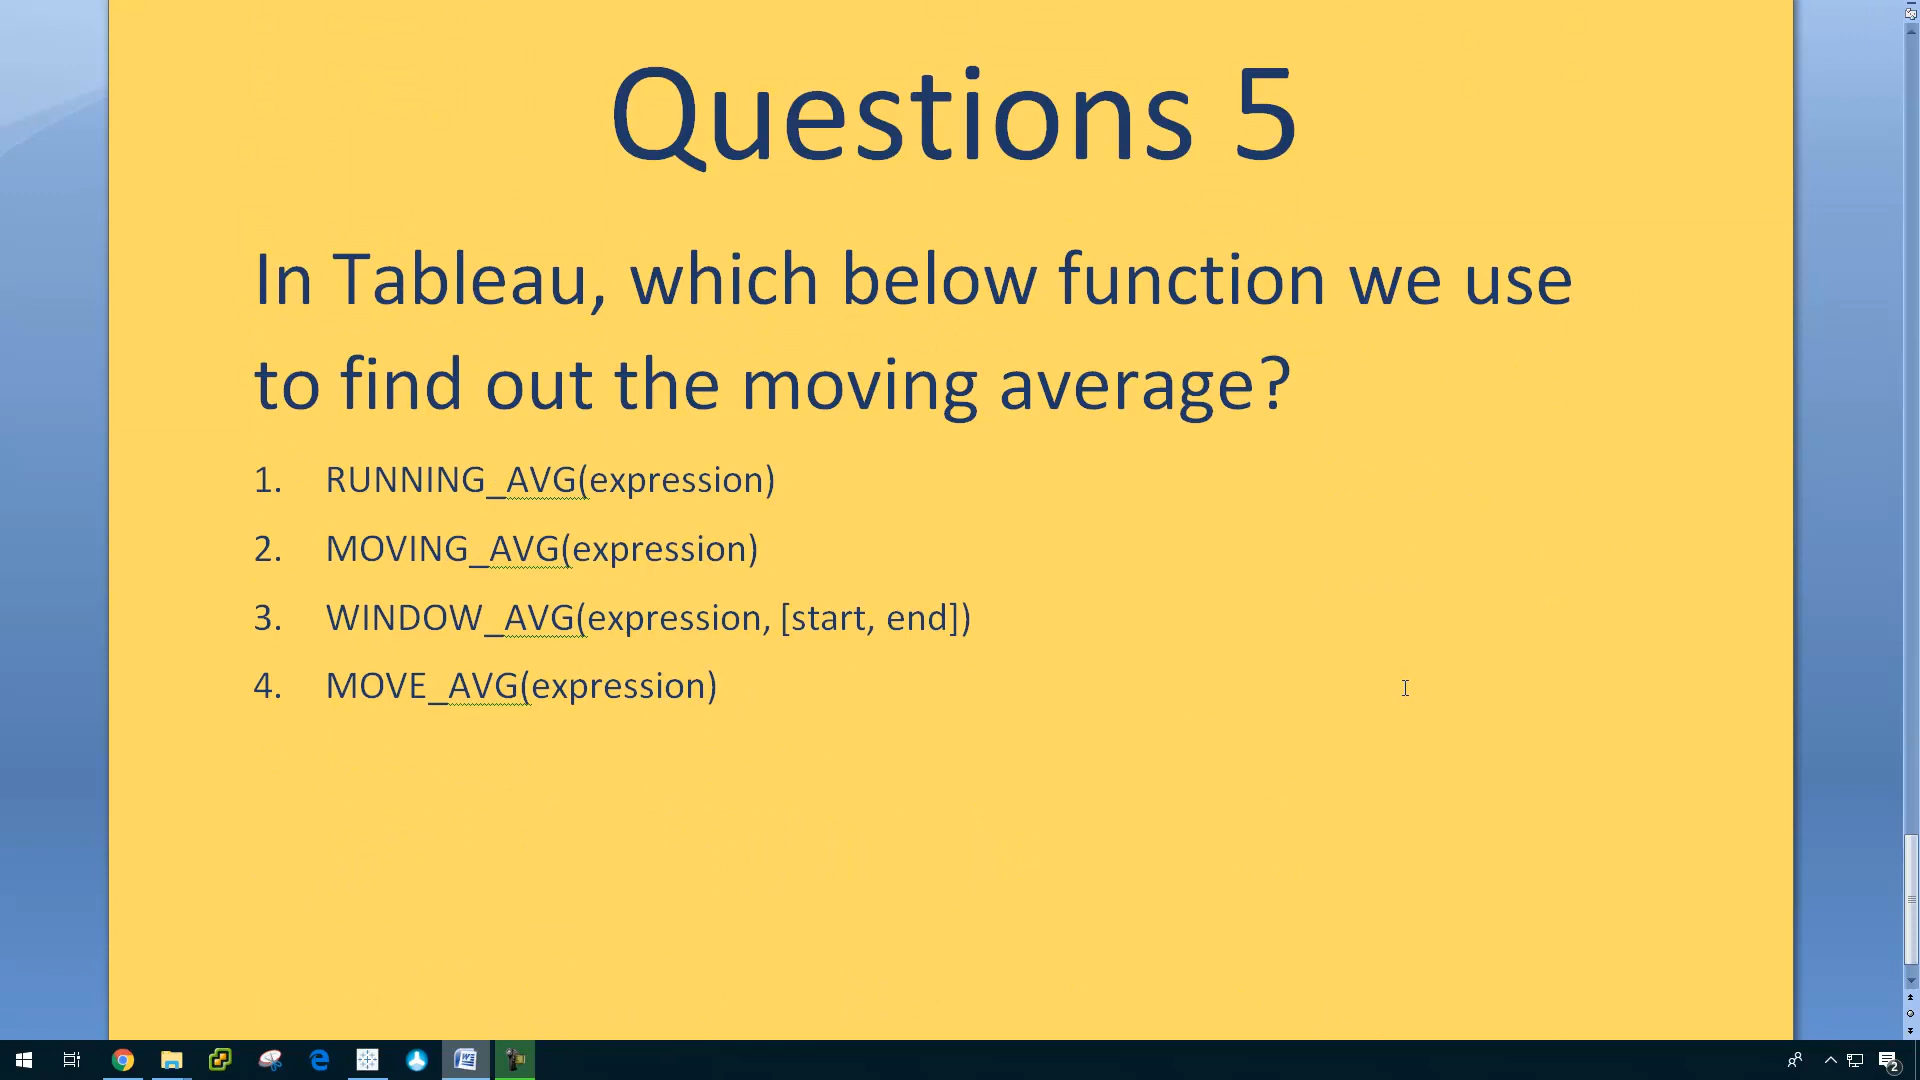 Questions 5
In Tableau, which below function we use
to find out the moving average?
1. RUNNING_AVG(expression)
2. MOVING_AVG(expression)
3. WINDOW_AVG(expression, [start, end])
4. MOVE_AVG(expression)
2